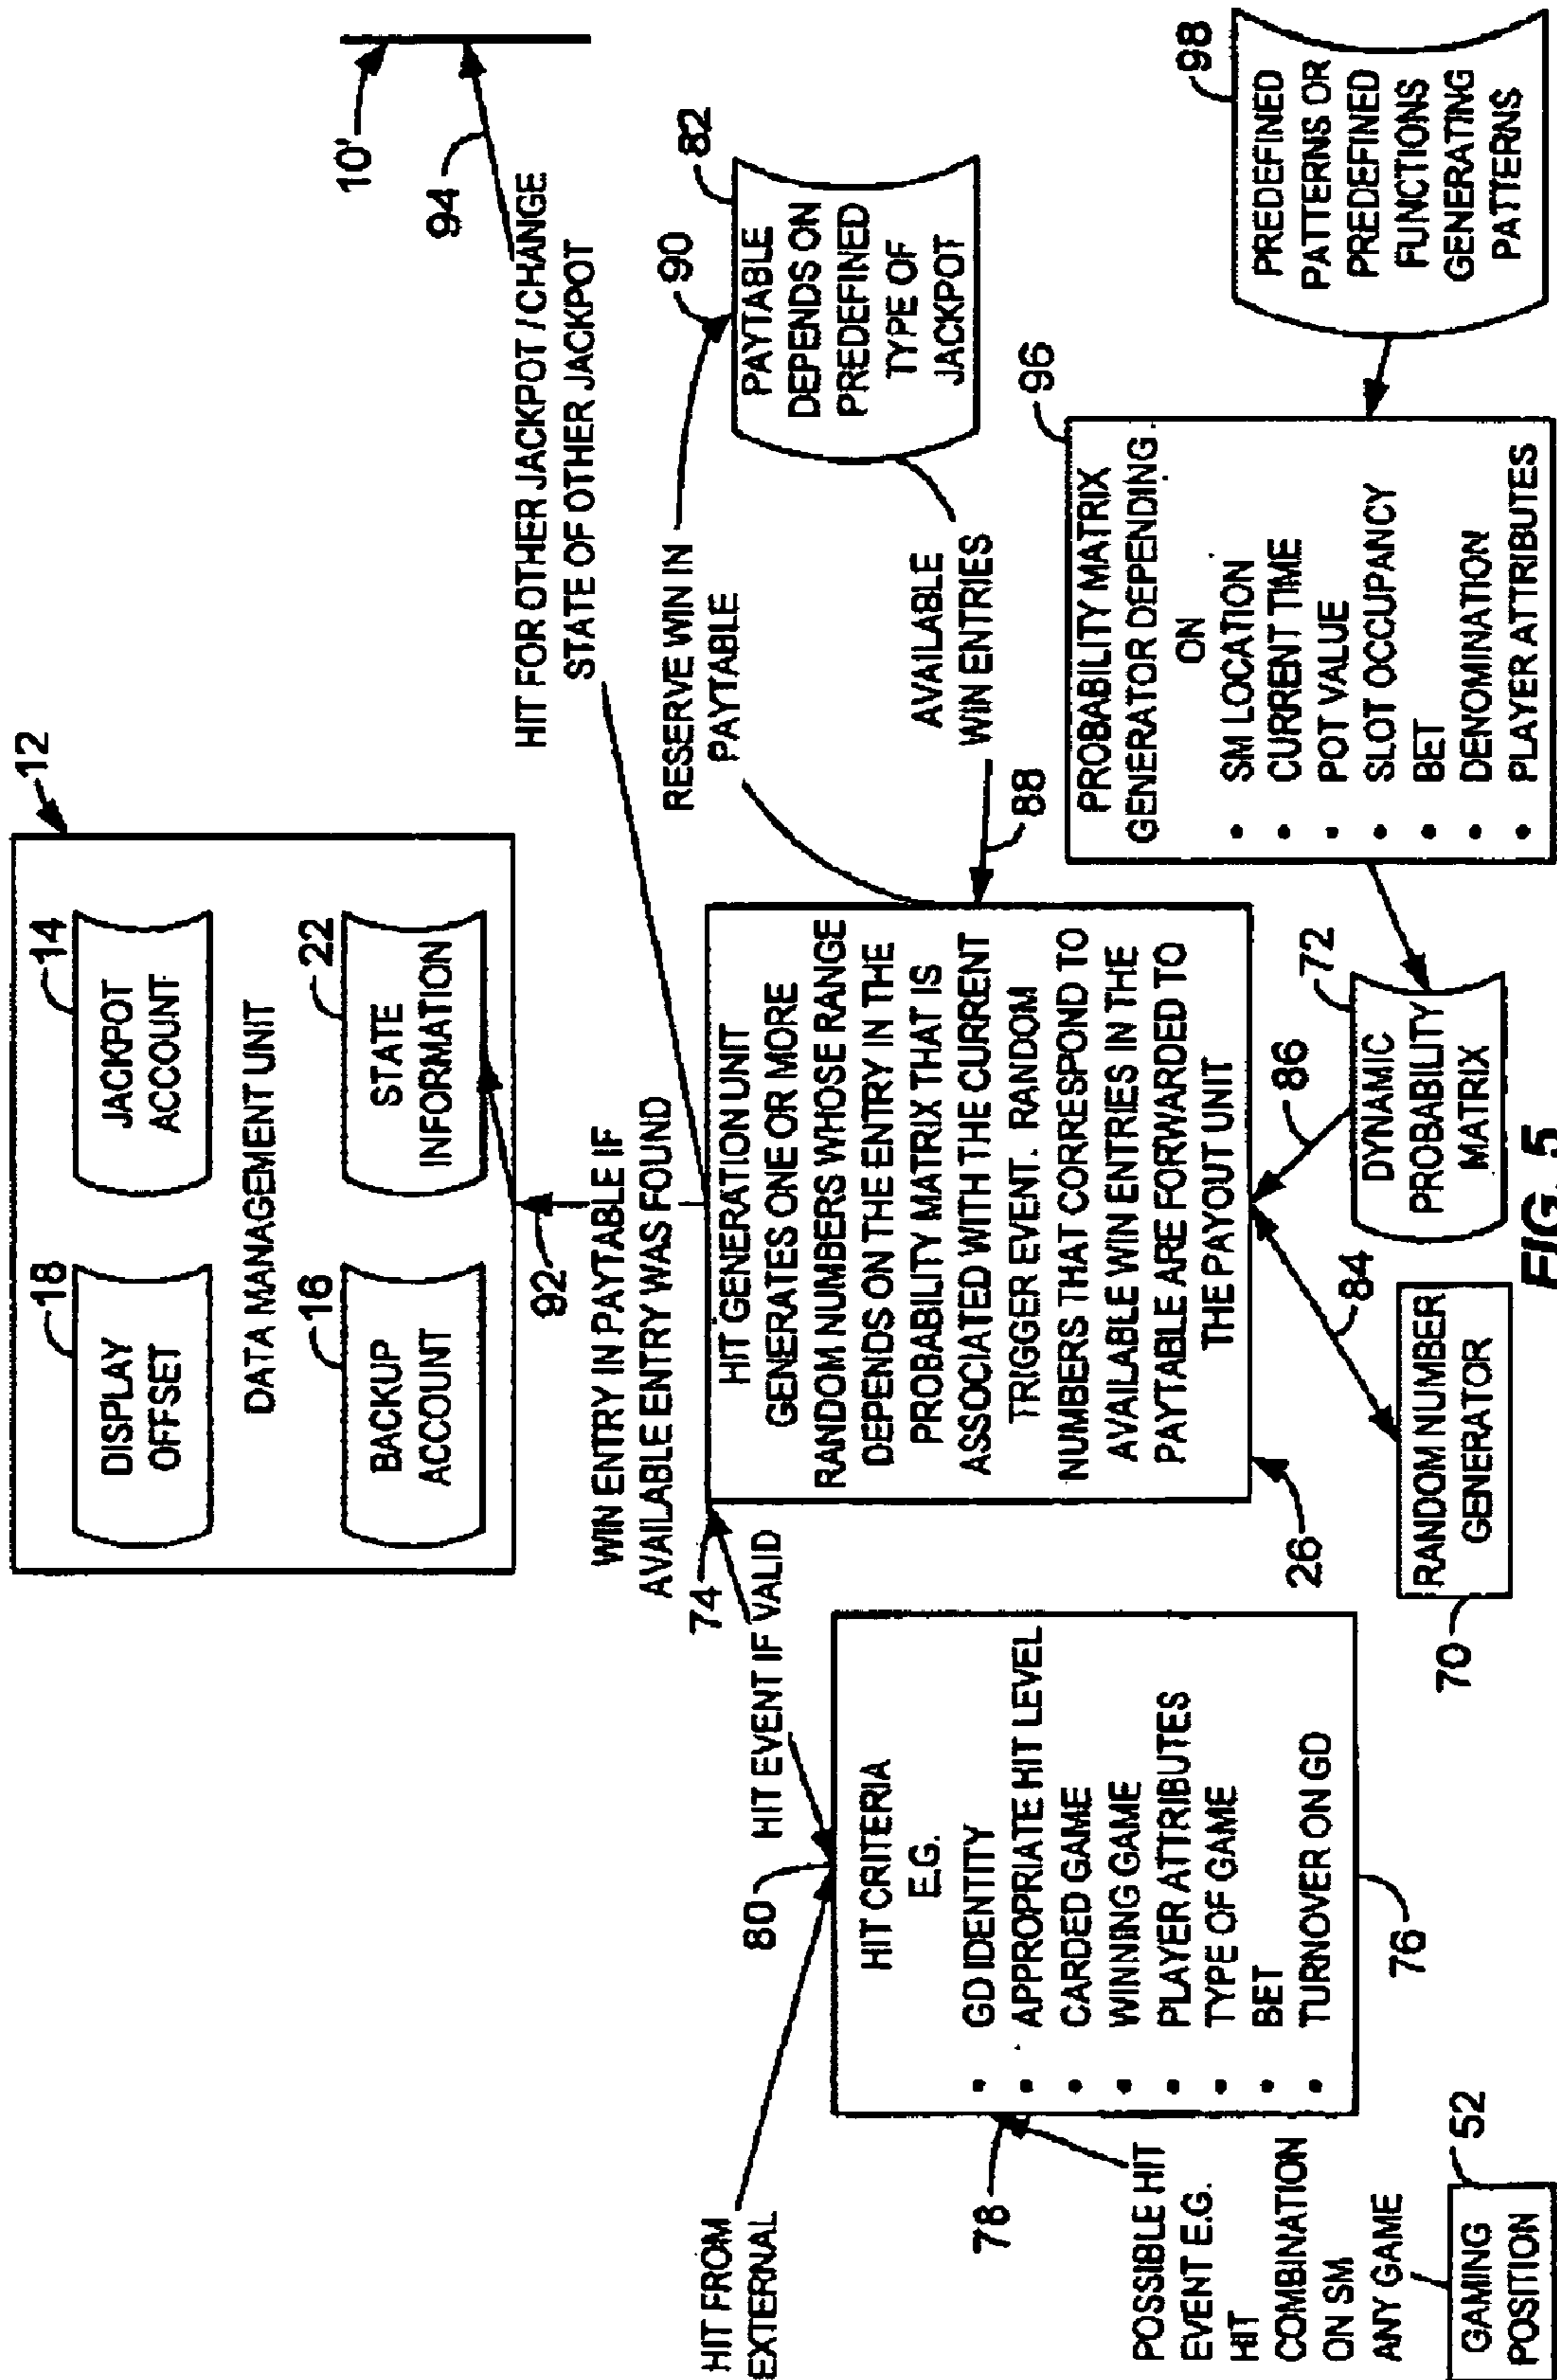 12
18
DISPLAY
OFFSET
14
JACKPOT
ACCOUNT
DATA MANAGEMENT UNIT
16
BACKUP
ACCOUNT
22
STATE
INFORMATION
10'
94
HIT FOR OTHER JACKPOT / CHANGE
STATE OF OTHER JACKPOT
92
WIN ENTRY IN PAYTABLE IF
AVAILABLE ENTRY WAS FOUND
RESERVE WIN IN
PAYTABLE
90
82
PAYTABLE
DEPENDS ON
PREDEFINED
TYPE OF
JACKPOT
AVAILABLE
WIN ENTRIES
88
HIT FROM
EXTERNAL
80
HIT EVENT IF VALID
74
HIT GENERATION UNIT
GENERATES ONE OR MORE
RANDOM NUMBERS WHOSE RANGE
DEPENDS ON THE ENTRY IN THE
PROBABILITY MATRIX THAT IS
ASSOCIATED WITH THE CURRENT
TRIGGER EVENT. RANDOM
NUMBERS THAT CORRESPOND TO
AVAILABLE WIN ENTRIES IN THE
PAYTABLE ARE FORWARDED TO
THE PAYOUT UNIT
26
HIT CRITERIA
E.G.
• GD IDENTITY
• APPROPRIATE HIT LEVEL
• CARDED GAME
• WINNING GAME
• PLAYER ATTRIBUTES
• TYPE OF GAME
• BET
• TURNOVER ON GD
76
78
POSSIBLE HIT
EVENT E.G.
HIT
COMBINATION
ON SM
ANY GAME
52
GAMING
POSITION
70
RANDOM NUMBER
GENERATOR
84
86
72
DYNAMIC
PROBABILITY
MATRIX
96
PROBABILITY MATRIX
GENERATOR DEPENDING
ON
• SM LOCATION
• CURRENT TIME
• POT VALUE
• SLOT OCCUPANCY
• BET
• DENOMINATION
• PLAYER ATTRIBUTES
98
PREDEFINED
PATTERNS OR
PREDEFINED
FUNCTIONS
GENERATING
PATTERNS
FIG. 5